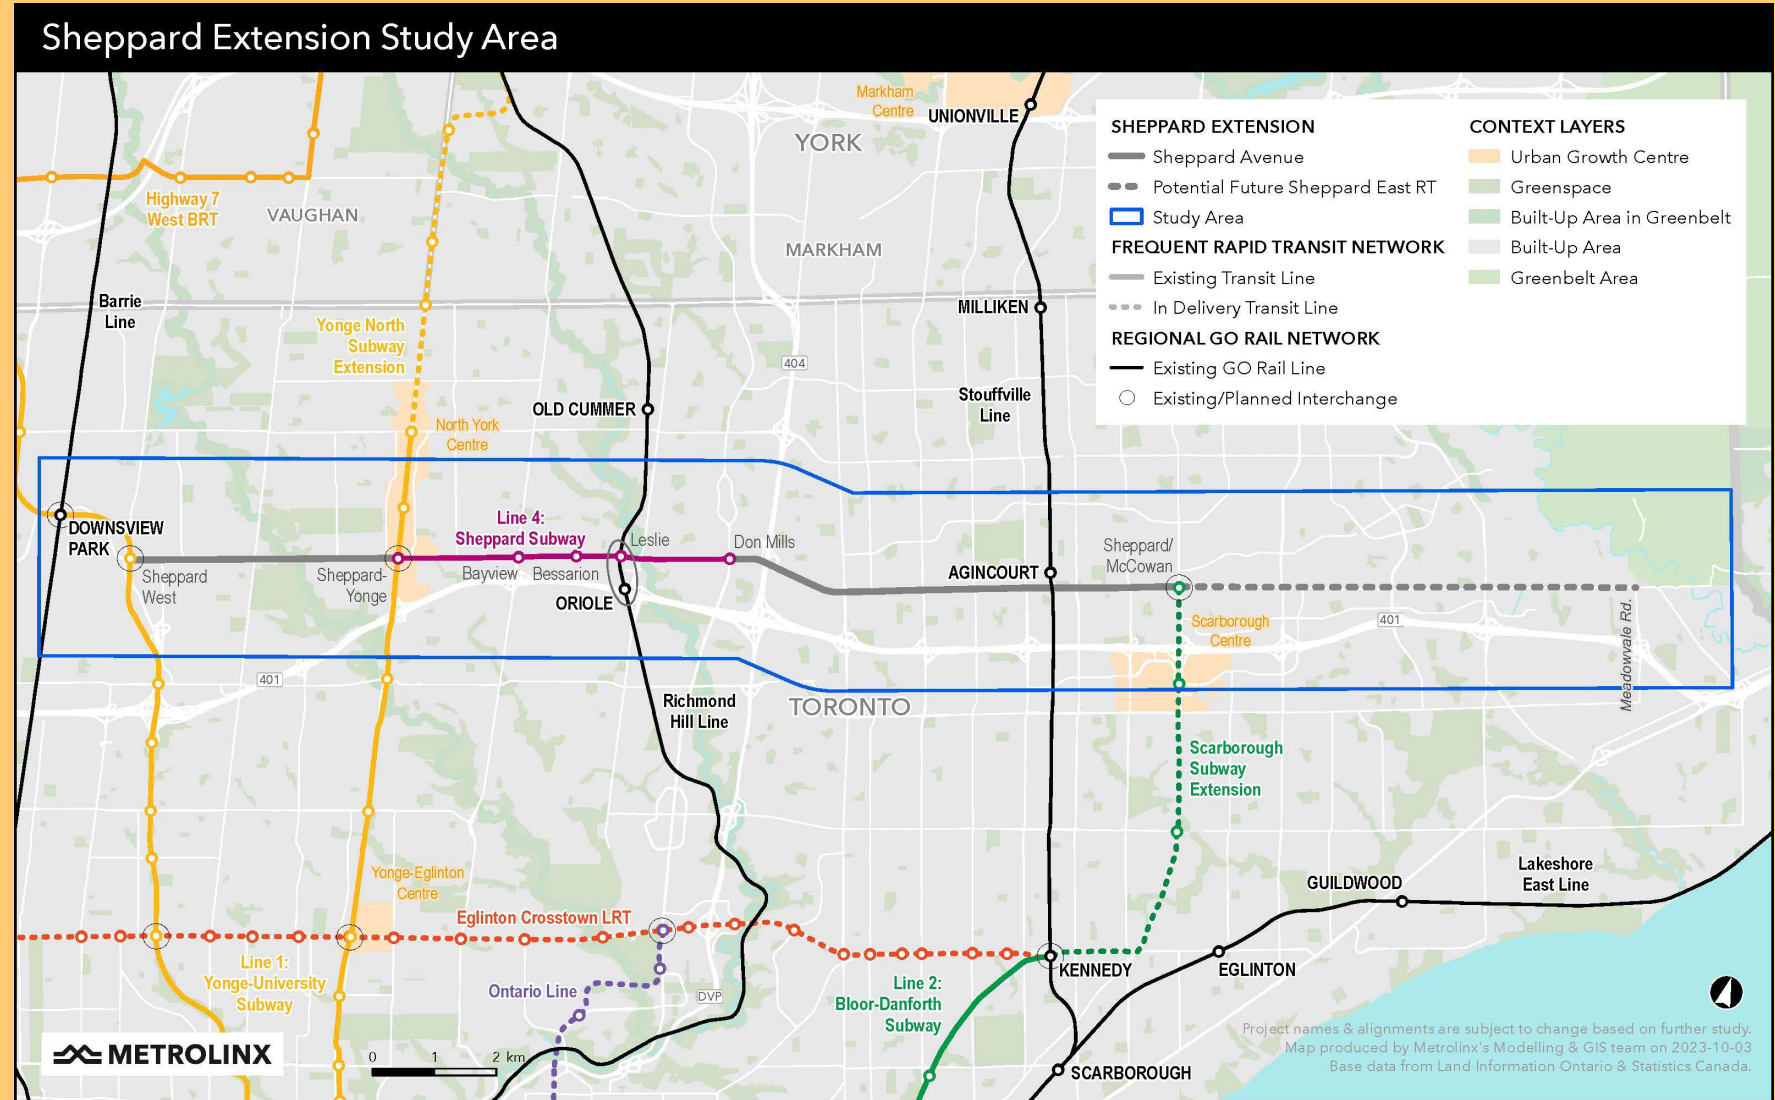 Sheppard Extension Study Area
Markham
Centre
UNIONVILLE
YORK
Highway 7
West BRT
VAUGHAN
MARKHAM
SHEPPARD EXTENSION
Sheppard Avenue
Potential Future Sheppard East RT
Study Area
FREQUENT RAPID TRANSIT NETWORK
Existing Transit Line
In Delivery Transit Line
REGIONAL GO RAIL NETWORK
Existing GO Rail Line
Existing/Planned Interchange
CONTEXT LAYERS
Urban Growth Centre
Greenspace
Built-Up Area in Greenbelt
Built-Up Area
Greenbelt Area
Barrie
Line
MILLIKEN
Yonge North
Subway
Extension
404
Stouffville
Line
OLD CUMMER
North York
Centre
DOWNSVIEW
PARK
Line 4:
Sheppard Subway
Leslie
Don Mills
Sheppard/
McCowan
Sheppard
West
Sheppard-
Yonge
Bayview
Bessarion
AGINCOURT
ORIOLE
Scarborough
Centre
401
Meadowvale Rd.
401
Richmond
Hill Line
TORONTO
Scarborough
Subway
Extension
Yonge-Eglinton
Centre
Lakeshore
East Line
GUILDWOOD
Eglinton Crosstown LRT
Line 1:
Yonge-University
Subway
Ontario Line
DVP
Line 2:
Bloor-Danforth
Subway
KENNEDY
EGLINTON
SCARBOROUGH
METROLINX
0 1 2 km
Project names & alignments are subject to change based on further study.
Map produced by Metrolinx's Modelling & GIS team on 2023-10-03
Base data from Land Information Ontario & Statistics Canada.